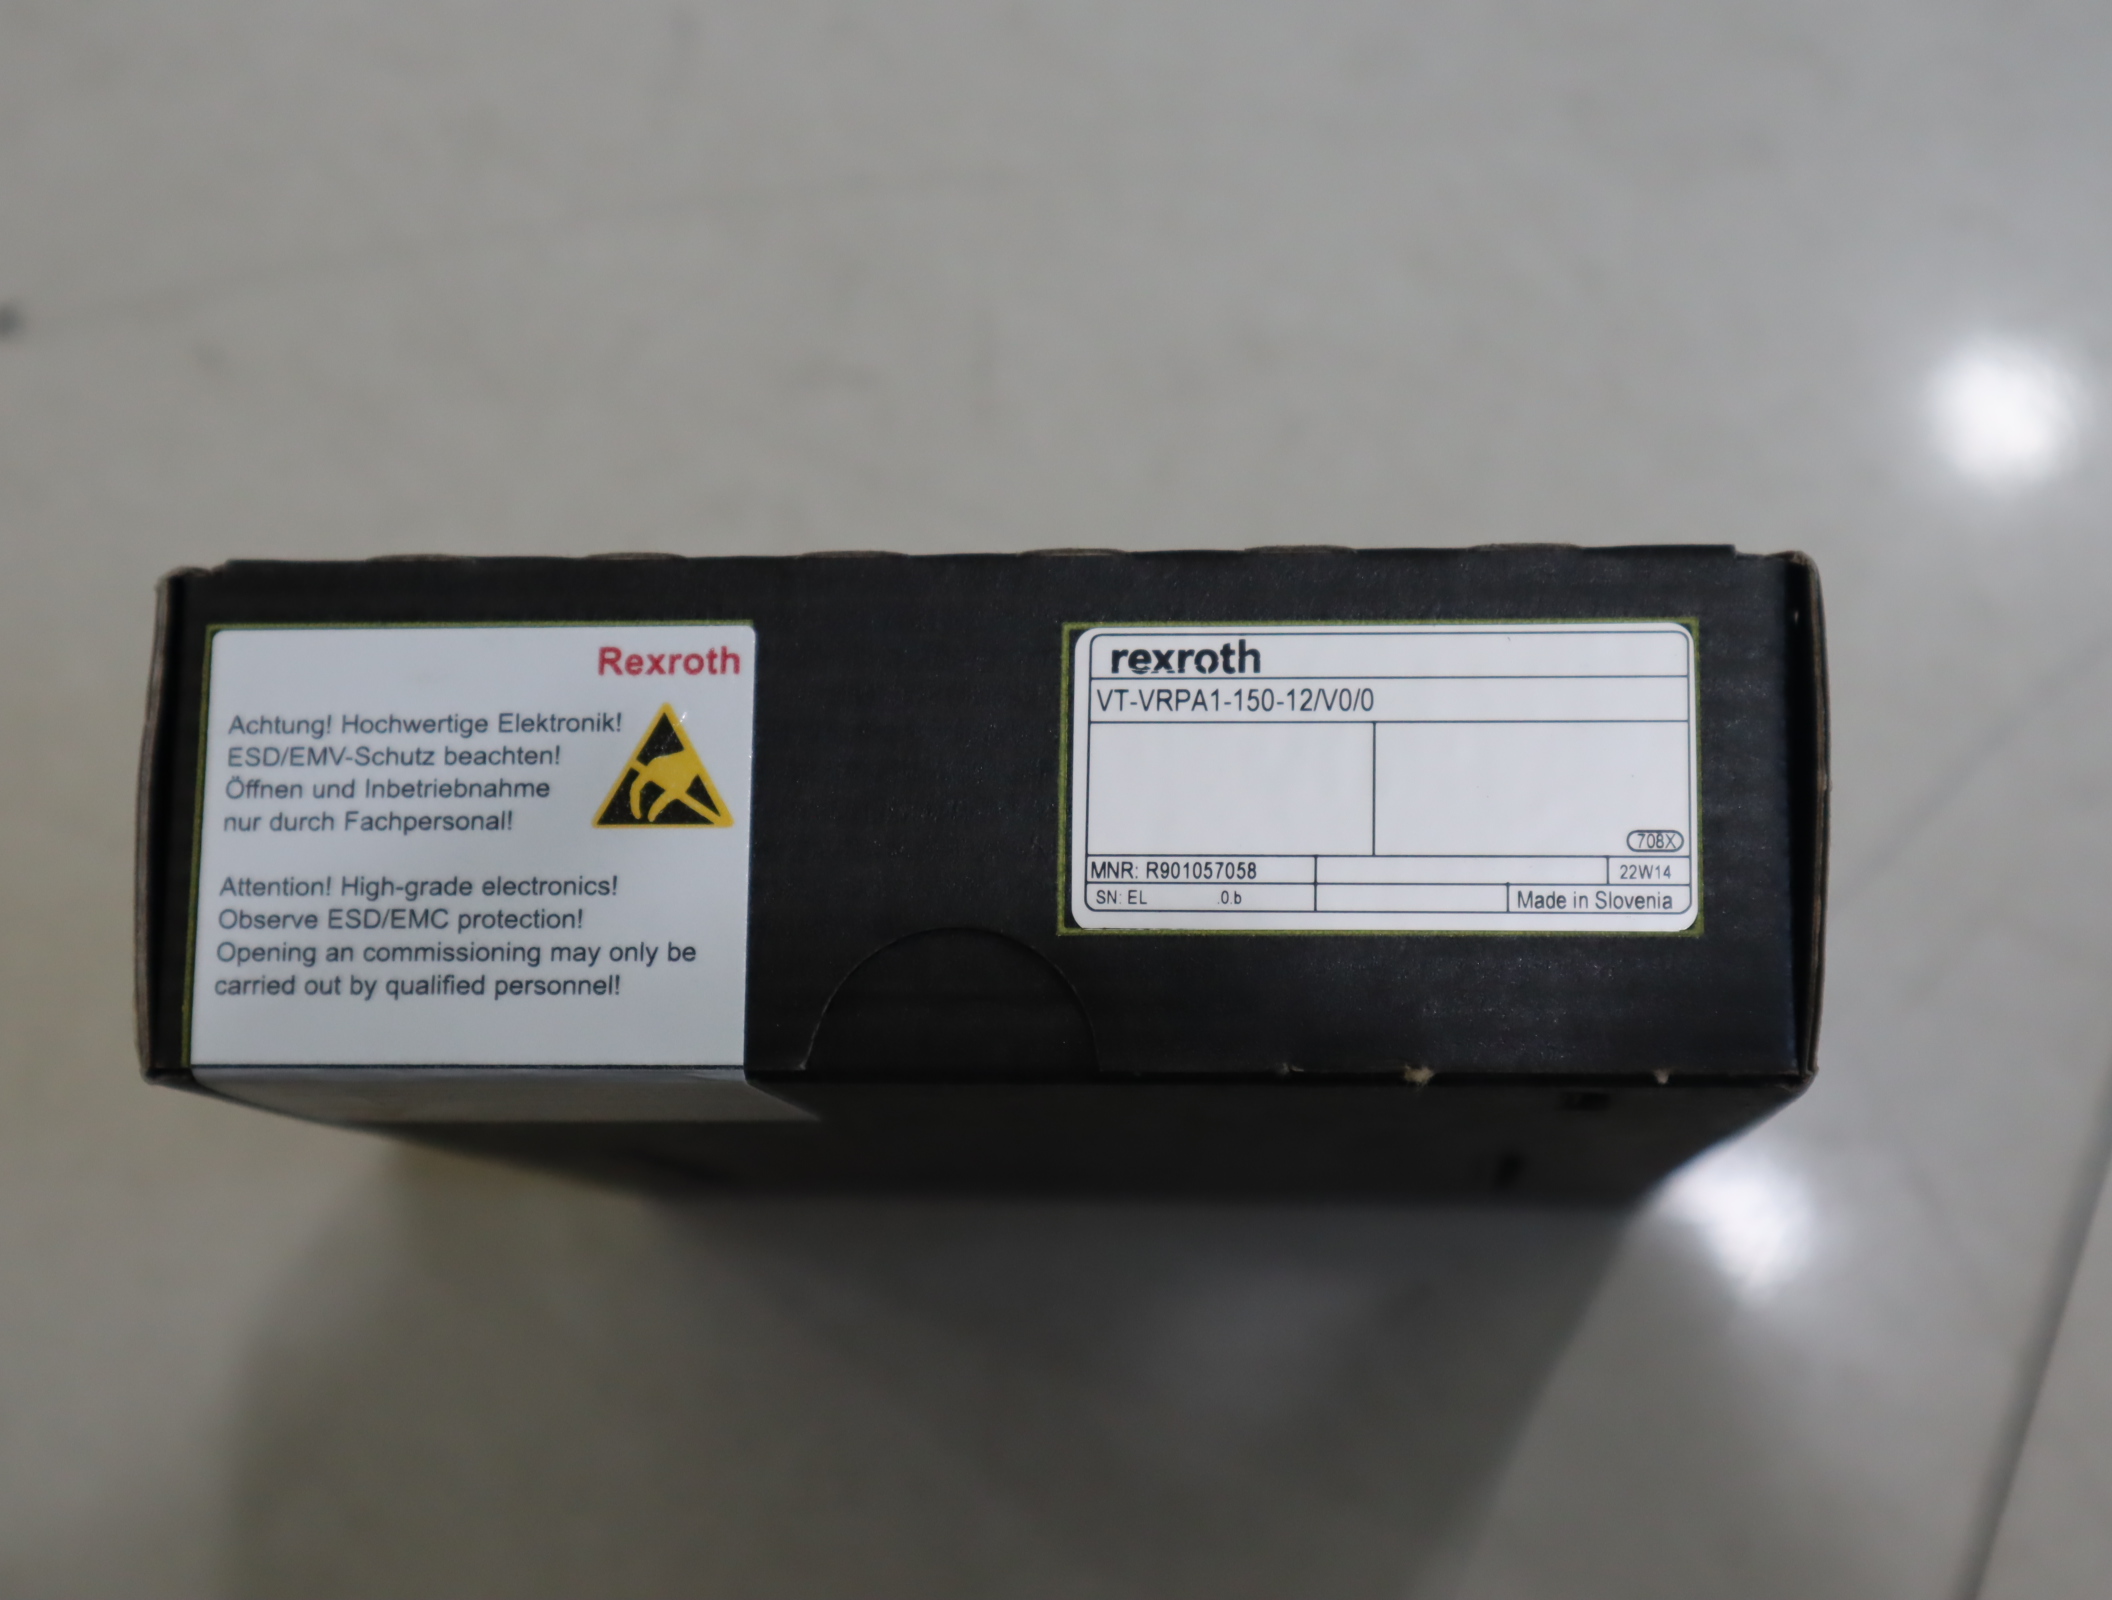 Rexroth
Achtung! Hochwertige Elektronik!
ESD/EMV-Schutz beachten!
Öffnen und Inbetriebnahme
nur durch Fachpersonal!
Attention! High-grade electronics!
Observe ESD/EMC protection!
Opening an commissioning may only be
carried out by qualified personnel!
rexroth
VT-VRPA1-150-12/V0/0
708X
MNR: R901057058
22W14
SN: EL .0.b
Made in Slovenia